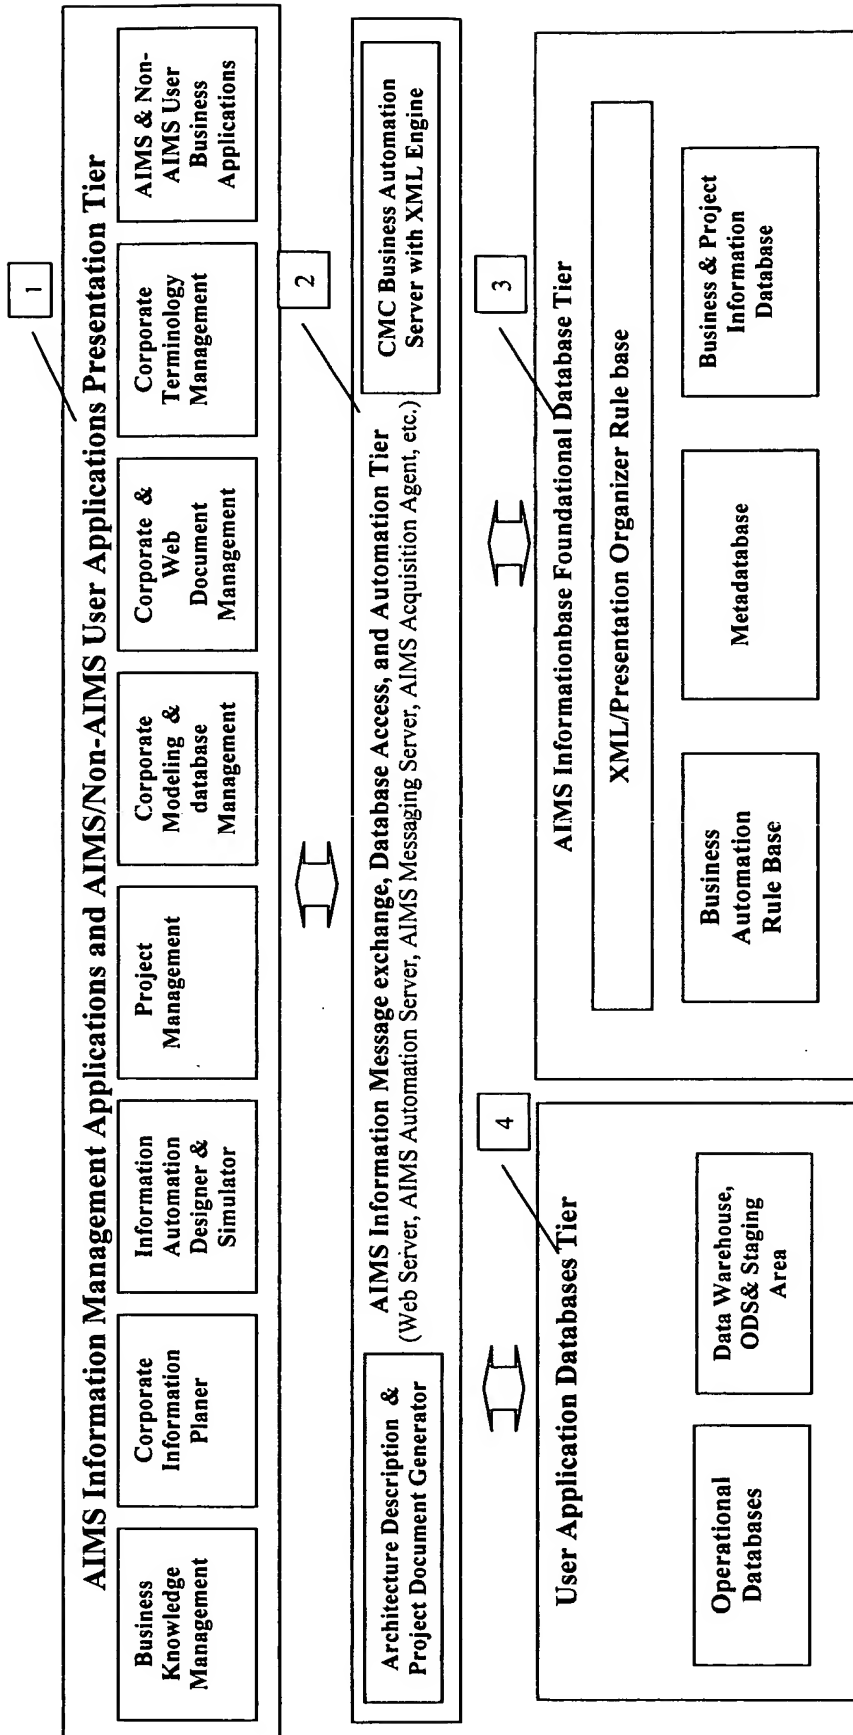 1
AIMS Information Management Applications and AIMS/Non-AIMS User Applications Presentation Tier
Business
Knowledge
Management
Corporate
Information
Planer
Information
Automation
Designer &
Simulator
Project
Management
Corporate
Modeling &
database
Management
Corporate &
Web
Document
Management
Corporate
Terminology
Management
AIMS & Non-
AIMS User
Business
Applications
2
Architecture Description &
Project Document Generator
AIMS Information Message exchange, Database Access, and Automation Tier
(Web Server, AIMS Automation Server, AIMS Messaging Server, AIMS Acquisition Agent, etc.)
CMC Business Automation
Server with XML Engine
4
User Application Databases Tier
Operational
Databases
Data Warehouse,
ODS& Staging
Area
3
AIMS Informationbase Foundational Database Tier
XML/Presentation Organizer Rule base
Business
Automation
Rule Base
Metadatabase
Business & Project
Information
Database